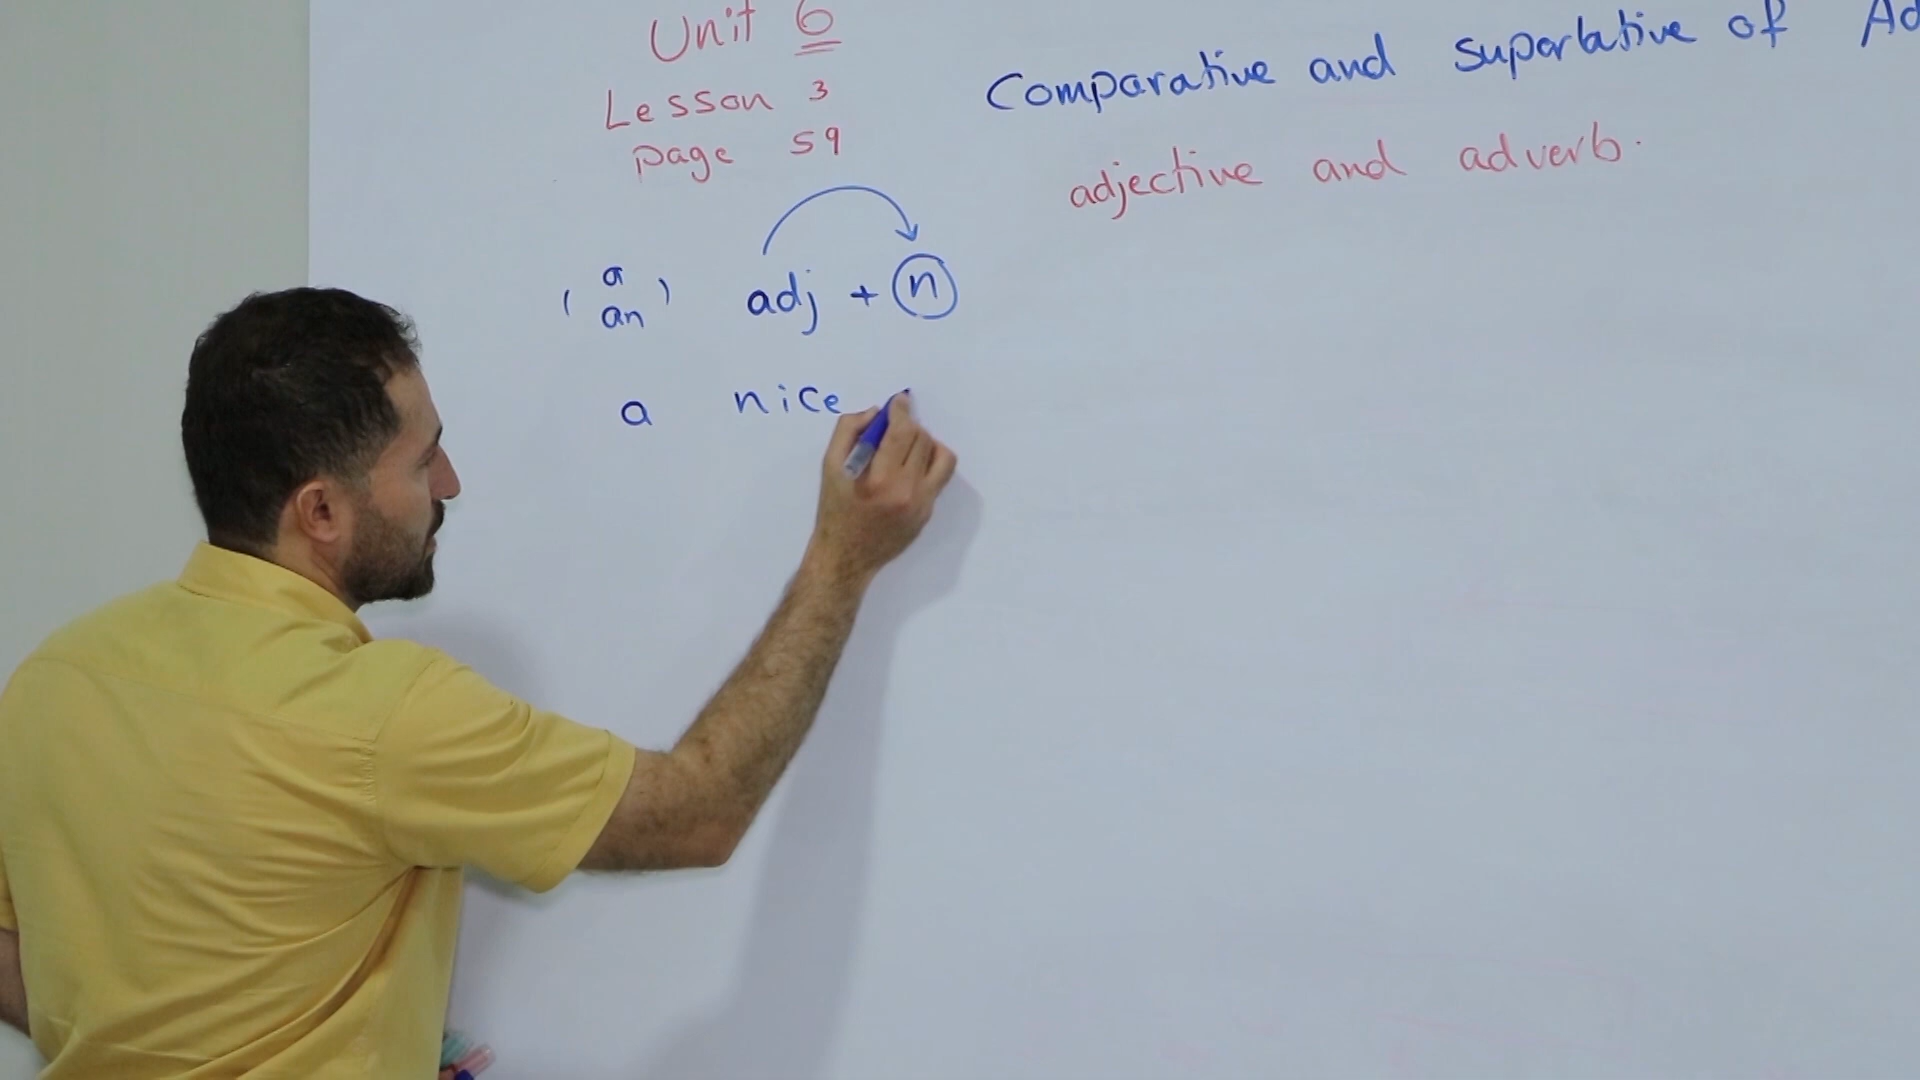 Unit 6
Lesson 3
page 59
Comparative and superlative of Ad
adjective and adverb.
( a an ) adj + n
a nice